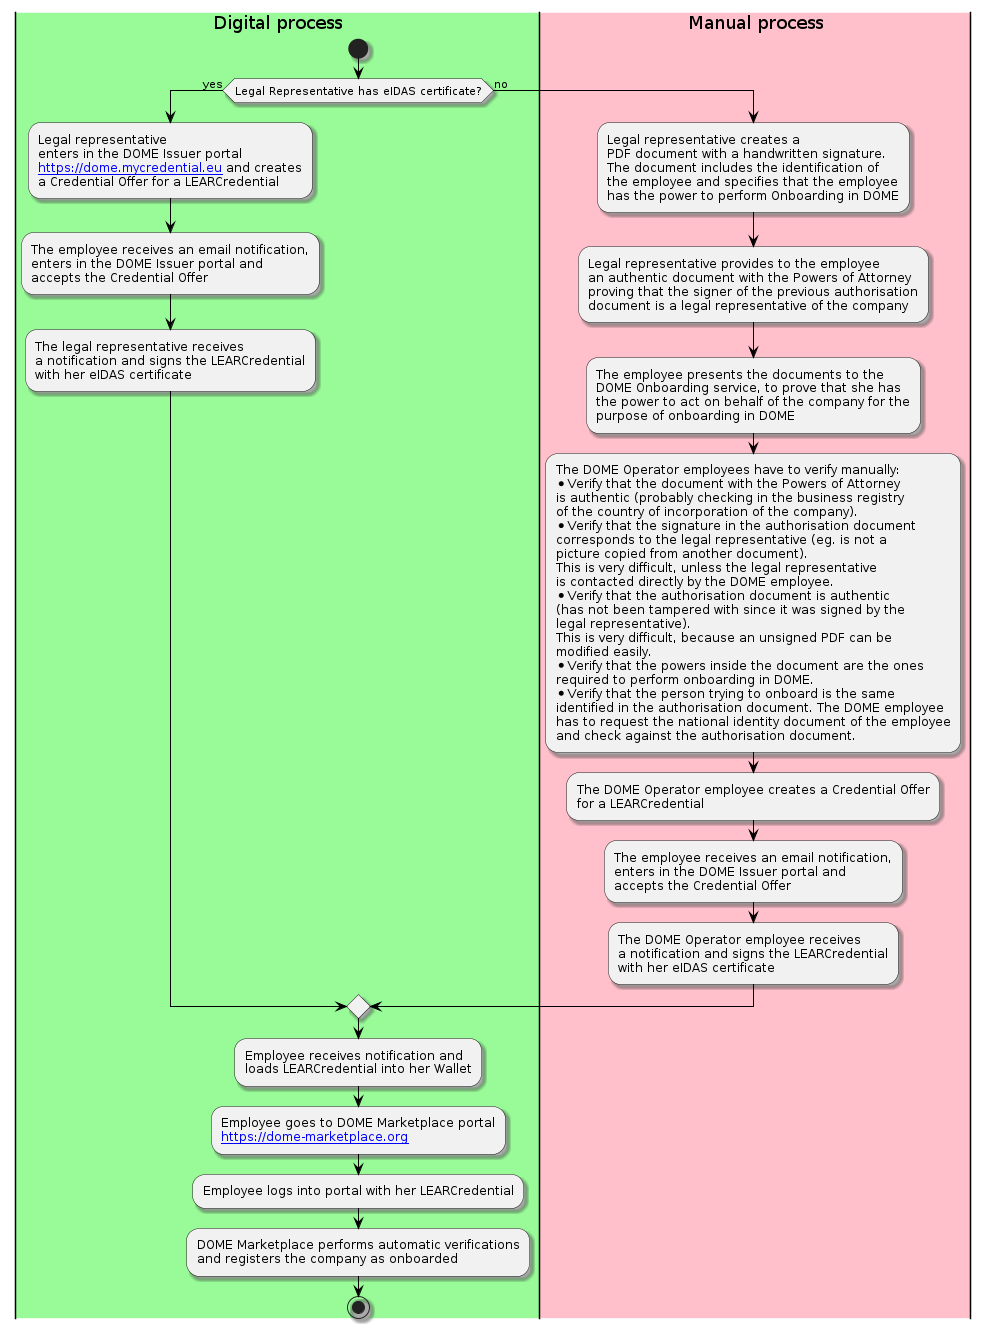 Digital process
Manual process
Legal Representative has eIDAS certificate?
yes
no
Legal representative
enters in the DOME Issuer portal
https://dome.mycredential.eu and creates
a Credential Offer for a LEARCredential
The employee receives an email notification,
enters in the DOME Issuer portal and
accepts the Credential Offer
The legal representative receives
a notification and signs the LEARCredential
with her eIDAS certificate
Legal representative creates a
PDF document with a handwritten signature.
The document includes the identification of
the employee and specifies that the employee
has the power to perform Onboarding in DOME
Legal representative provides to the employee
an authentic document with the Powers of Attorney
proving that the signer of the previous authorisation
document is a legal representative of the company
The employee presents the documents to the
DOME Onboarding service, to prove that she has
the power to act on behalf of the company for the
purpose of onboarding in DOME
The DOME Operator employees have to verify manually:
• Verify that the document with the Powers of Attorney
is authentic (probably checking in the business registry
of the country of incorporation of the company).
• Verify that the signature in the authorisation document
corresponds to the legal representative (eg. is not a
picture copied from another document).
This is very difficult, unless the legal representative
is contacted directly by the DOME employee.
• Verify that the authorisation document is authentic
(has not been tampered with since it was signed by the
legal representative).
This is very difficult, because an unsigned PDF can be
modified easily.
• Verify that the powers inside the document are the ones
required to perform onboarding in DOME.
• Verify that the person trying to onboard is the same
identified in the authorisation document. The DOME employee
has to request the national identity document of the employee
and check against the authorisation document.
The DOME Operator employee creates a Credential Offer
for a LEARCredential
The employee receives an email notification,
enters in the DOME Issuer portal and
accepts the Credential Offer
The DOME Operator employee receives
a notification and signs the LEARCredential
with her eIDAS certificate
Employee receives notification and
loads LEARCredential into her Wallet
Employee goes to DOME Marketplace portal
https://dome-marketplace.org
Employee logs into portal with her LEARCredential
DOME Marketplace performs automatic verifications
and registers the company as onboarded